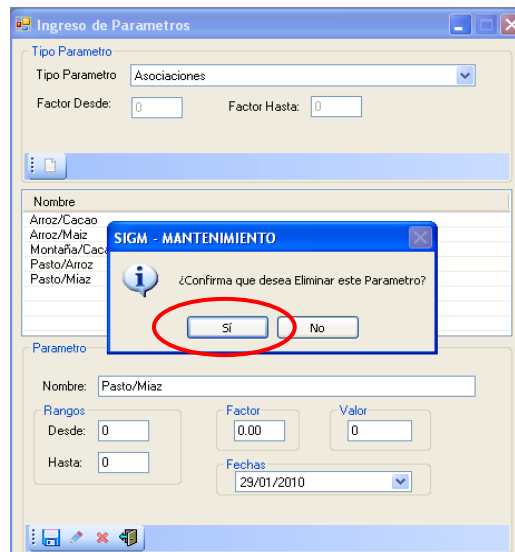 Ingreso de Parametros
Tipo Parametro
Tipo Parametro Asociaciones
Factor Desde: 0 Factor Hasta: 0
Nombre
Arroz/Cacao
Arroz/Maiz
Montaña/Caca
Pasto/Arroz
Pasto/Miaz
SIGM - MANTENIMIENTO
¿Confirma que desea Eliminar este Parametro?
Sí No
Parametro
Nombre: Pasto/Miaz
Rangos Factor Valor
Desde: 0 0.00 0
Hasta: 0
Fechas
29/01/2010